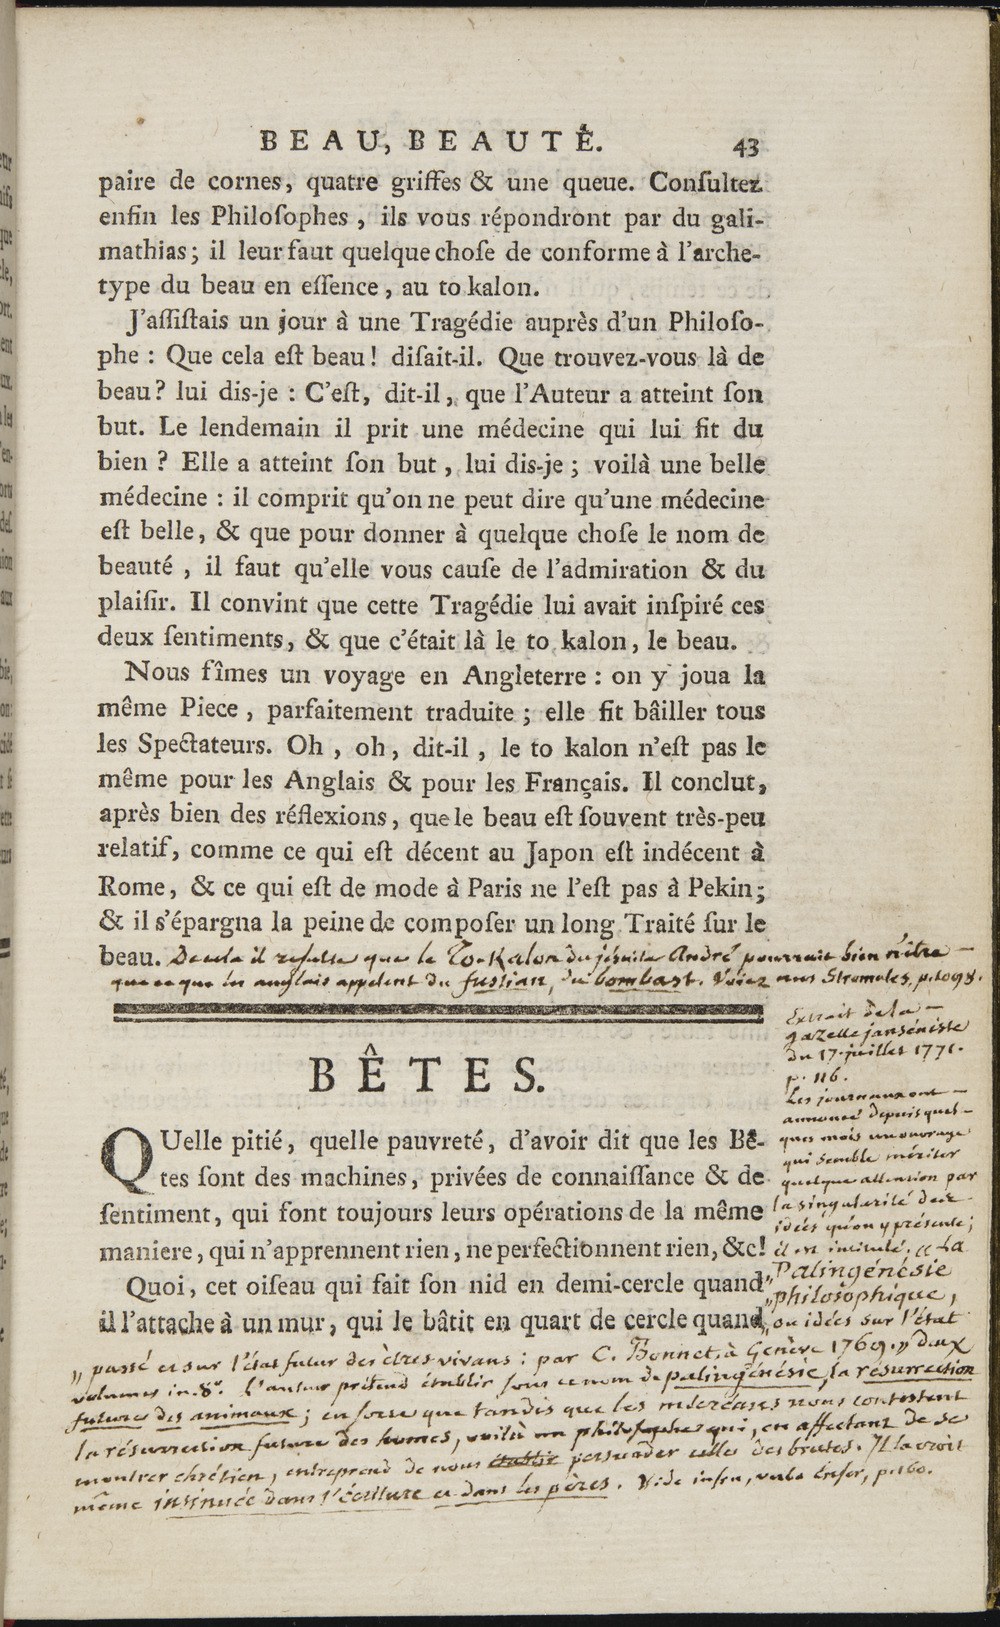 BEAU, BEAUTÉ. 43
paire de cornes, quatre griffes & une queue. Conſultez
enfin les Philoſophes, ils vous répondront par du gali-
mathias; il leur faut quelque choſe de conforme à l'arche-
type du beau en eſſence, au to kalon.
J'aſſiſtais un jour à une Tragédie auprès d'un Philoſo-
phe : Que cela eſt beau! diſait-il. Que trouvez-vous là de
beau? lui dis-je : C'eſt, dit-il, que l'Auteur a atteint ſon
but. Le lendemain il prit une médecine qui lui fit du
bien ? Elle a atteint ſon but, lui dis-je ; voilà une belle
médecine : il comprit qu'on ne peut dire qu'une médecine
eſt belle, & que pour donner à quelque choſe le nom de
beauté, il faut qu'elle vous cauſe de l'admiration & du
plaiſir. Il convint que cette Tragédie lui avait inſpiré ces
deux ſentiments, & que c'était là le to kalon, le beau.
Nous fîmes un voyage en Angleterre : on y joua la
même Piece, parfaitement traduite ; elle fit bâiller tous
les Spectateurs. Oh, oh, dit-il, le to kalon n'eſt pas le
même pour les Anglais & pour les Français. Il conclut,
après bien des réflexions, que le beau eſt ſouvent très-peu
relatif, comme ce qui eſt décent au Japon eſt indécent à
Rome, & ce qui eſt de mode à Paris ne l'eſt pas à Pekin;
& il s'épargna la peine de compoſer un long Traité ſur le
beau. De cela il resulte que le To-Kalon du jésuite André pourrait bien n'être
que ce que les anglais appelent du fustian, du bombast. Voiez nos Stromates, p. 1098.
Extrait de la
gazette janséniste
du 17. juillet 1771.
p. 116.
Les journaux ont
annoncé depuis quel-
ques mois un ouvrage
qui semble mériter
quelque attention par
la singularité des
idées qu'on y présente;
il est intitulé. « La
BÊTES.
QUelle pitié, quelle pauvreté, d'avoir dit que les Bê-
tes ſont des machines, privées de connaiſſance & de
ſentiment, qui font toujours leurs opérations de la même
maniere, qui n'apprennent rien, ne perfectionnent rien, &c!
Quoi, cet oiſeau qui fait ſon nid en demi-cercle quand
il l'attache à un mur, qui le bâtit en quart de cercle quand
„ Palingénésie
„ philosophique,
„ ou idées sur l'état
„ passé et sur l'état futur des êtres vivans : par C. Bonnet, à Genève 1769. » deux
volumes in-8°. L'auteur prétend établir sous ce nom de palingénésie, la résurrection
future des animaux ; en sorte que tandis que les mécréans nous contestent
la résurrection future des homes, voilà un philosophe qui, en affectant de se
montrer chrétien, entreprend de nous établir persuader celle des brutes. Il la croit
même insinuée dans l'écriture et dans les pères. Vide infra, verbo Enfer, p. 160.